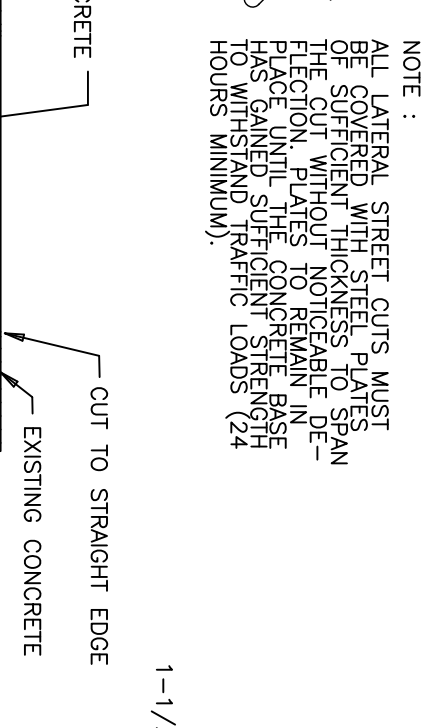 NOTE :
ALL LATERAL STREET CUTS MUST
BE COVERED WITH STEEL PLATES
OF SUFFICIENT THICKNESS TO SPAN
THE CUT WITHOUT NOTICEABLE DE-
FLECTION. PLATES TO REMAIN IN
PLACE UNTIL THE CONCRETE BASE
HAS GAINED SUFFICIENT STRENGTH
TO WITHSTAND TRAFFIC LOADS (24
HOURS MINIMUM).
CRETE
CUT TO STRAIGHT EDGE
EXISTING CONCRETE
1-1/